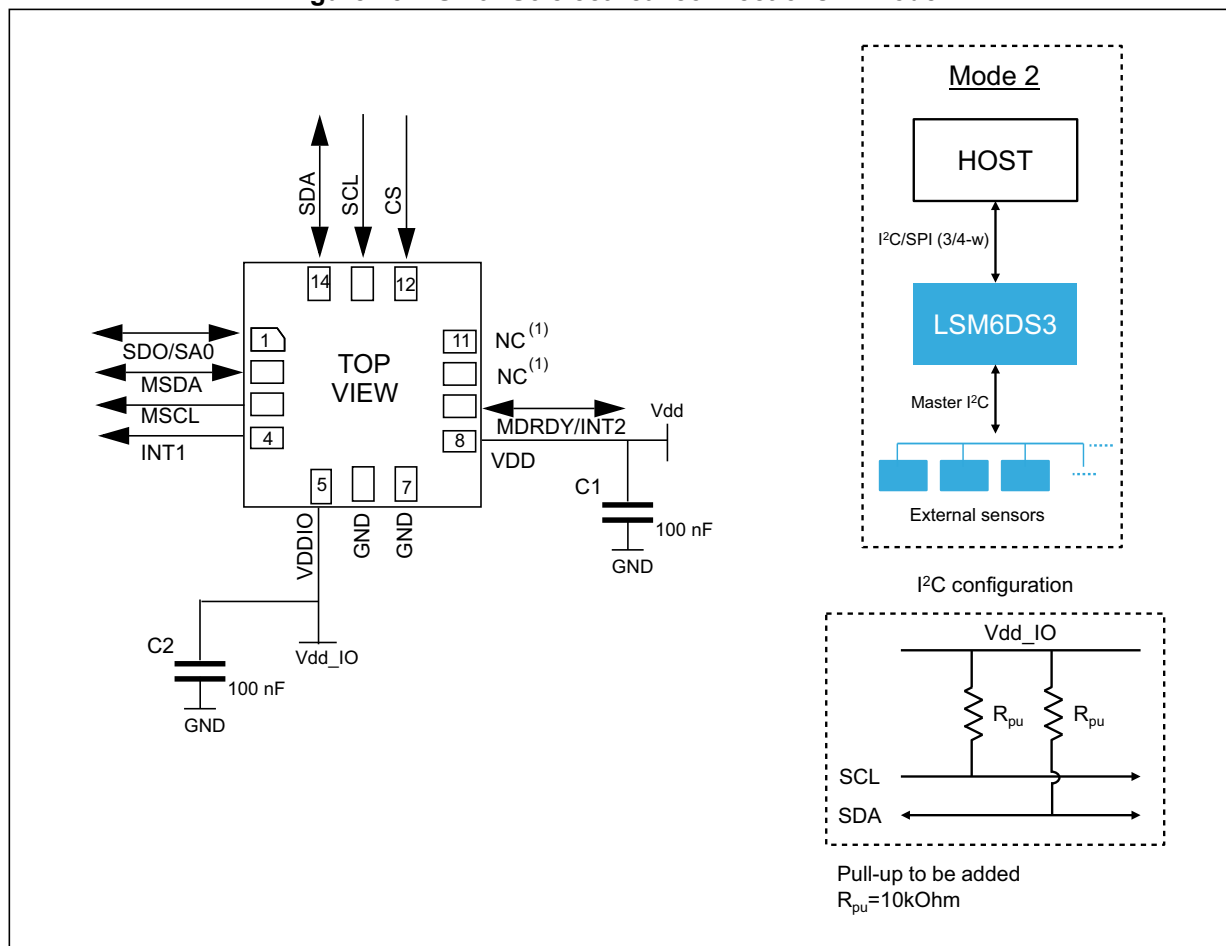 SDA
SCL
CS
14
12
1
11
NC(1)
SDO/SA0
TOP
VIEW
NC(1)
MSDA
MSCL
MDRDY/INT2
Vdd
4
8
INT1
VDD
5
7
C1
100 nF
GND
VDDIO
GND
GND
C2
Vdd_IO
100 nF
GND
Mode 2
HOST
I²C/SPI (3/4-w)
LSM6DS3
Master I²C
External sensors
I²C configuration
Vdd_IO
Rpu
Rpu
SCL
SDA
Pull-up to be added
Rpu=10kOhm